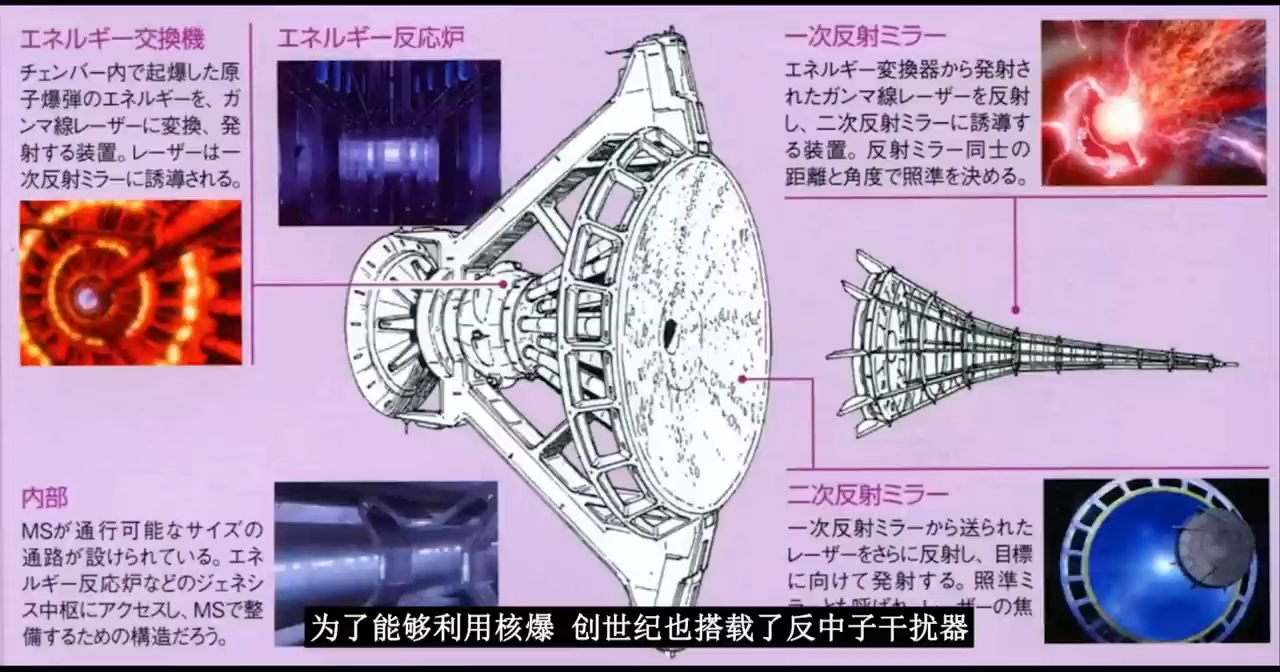 エネルギー交換機
チェンバー内で起爆した原
子爆弾のエネルギーを、ガ
ンマ線レーザーに変換、発
射する装置。レーザーは一
次反射ミラーに誘導される。
エネルギー反応炉
一次反射ミラー
エネルギー変換器から発射さ
れたガンマ線レーザーを反射
し、二次反射ミラーに誘導す
る装置。反射ミラー同士の
距離と角度で照準を決める。
内部
MSが通行可能なサイズの
通路が設けられている。エネ
ルギー反応炉などのジェネシ
ス中枢にアクセスし、MSで整
備するための構造だろう。
二次反射ミラー
一次反射ミラーから送られた
レーザーをさらに反射し、目標
に向けて発射する。照準ミ
の焦
为了能够利用核爆 创世纪也搭载了反中子干扰器